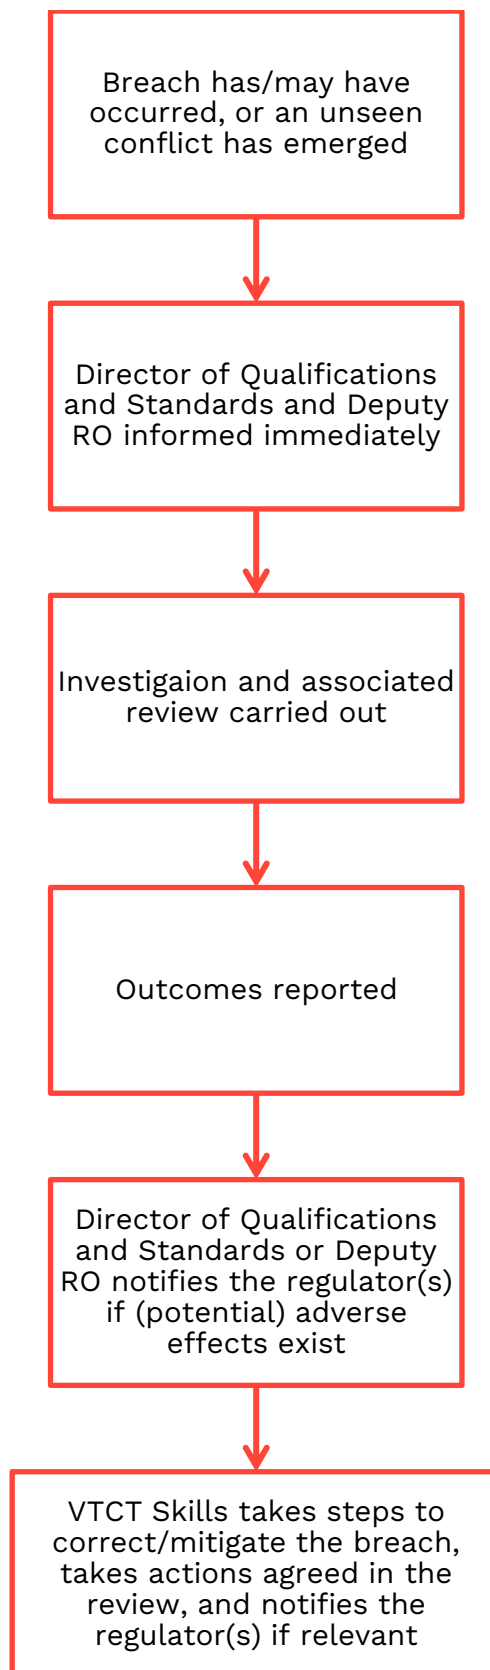 Breach has/may have
occurred, or an unseen
conflict has emerged
Director of Qualifications
and Standards and Deputy
RO informed immediately
Investigaion and associated
review carried out
Outcomes reported
Director of Qualifications
and Standards or Deputy
RO notifies the regulator(s)
if (potential) adverse
effects exist
VTCT Skills takes steps to
correct/mitigate the breach,
takes actions agreed in the
review, and notifies the
regulator(s) if relevant